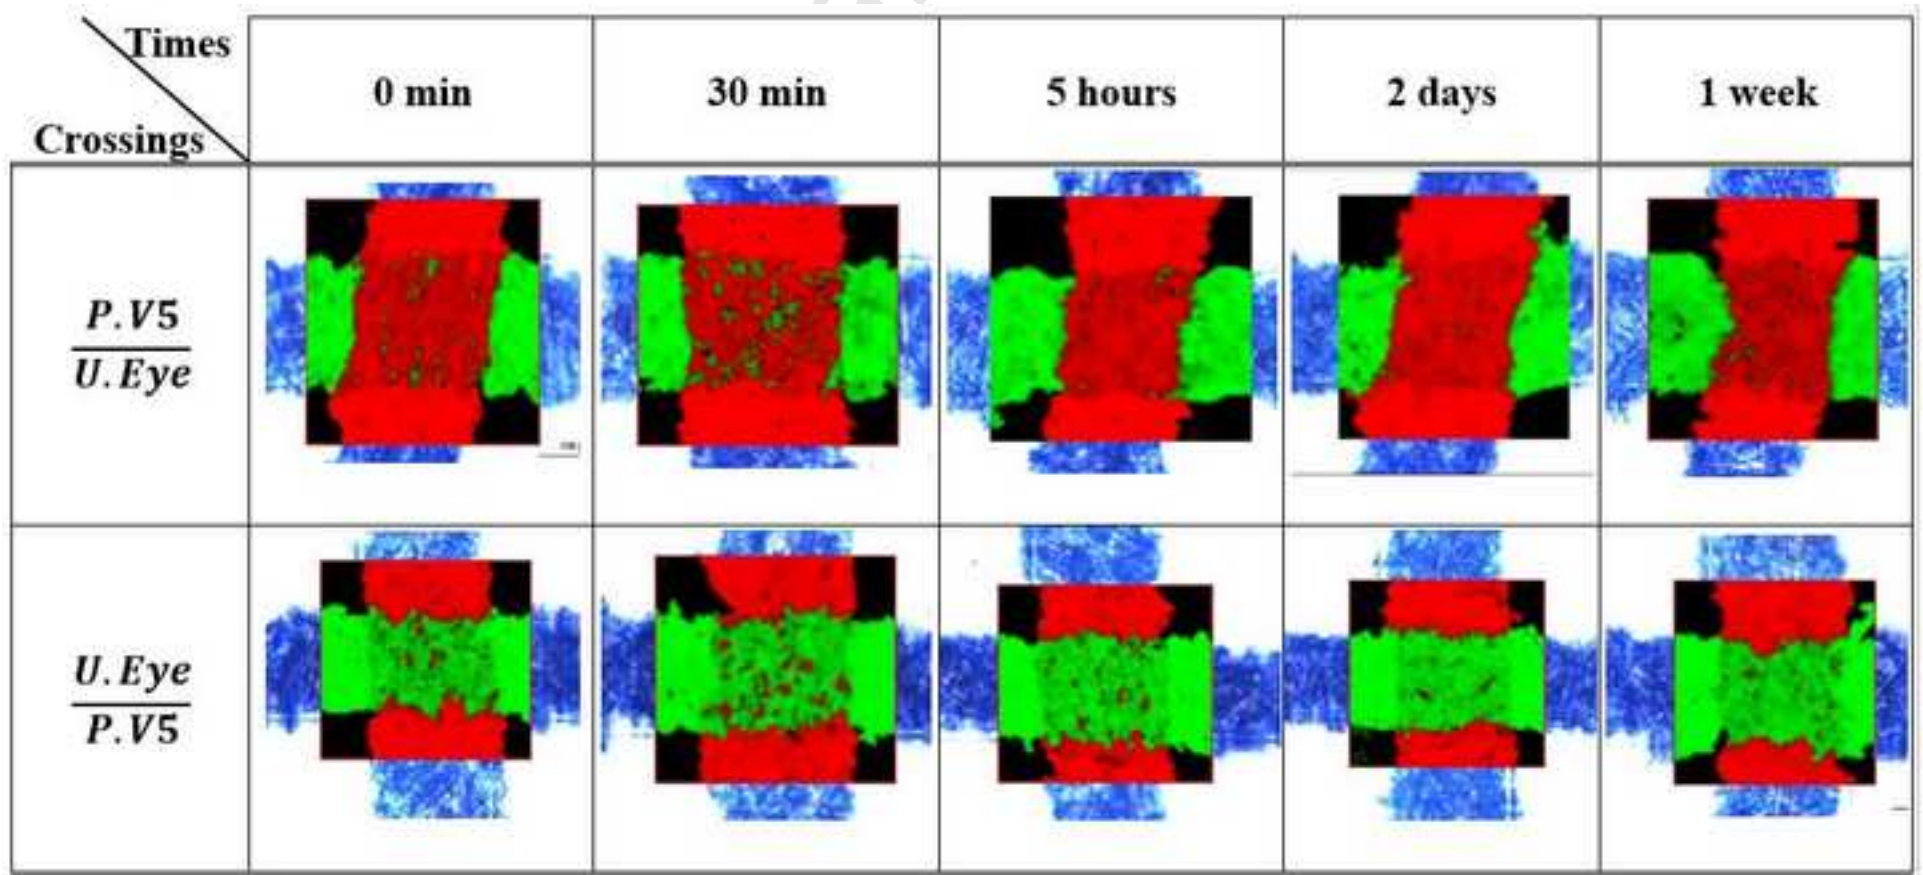 Times
Crossings
0 min
30 min
5 hours
2 days
1 week
P.V5
U.Eye
U.Eye
P.V5